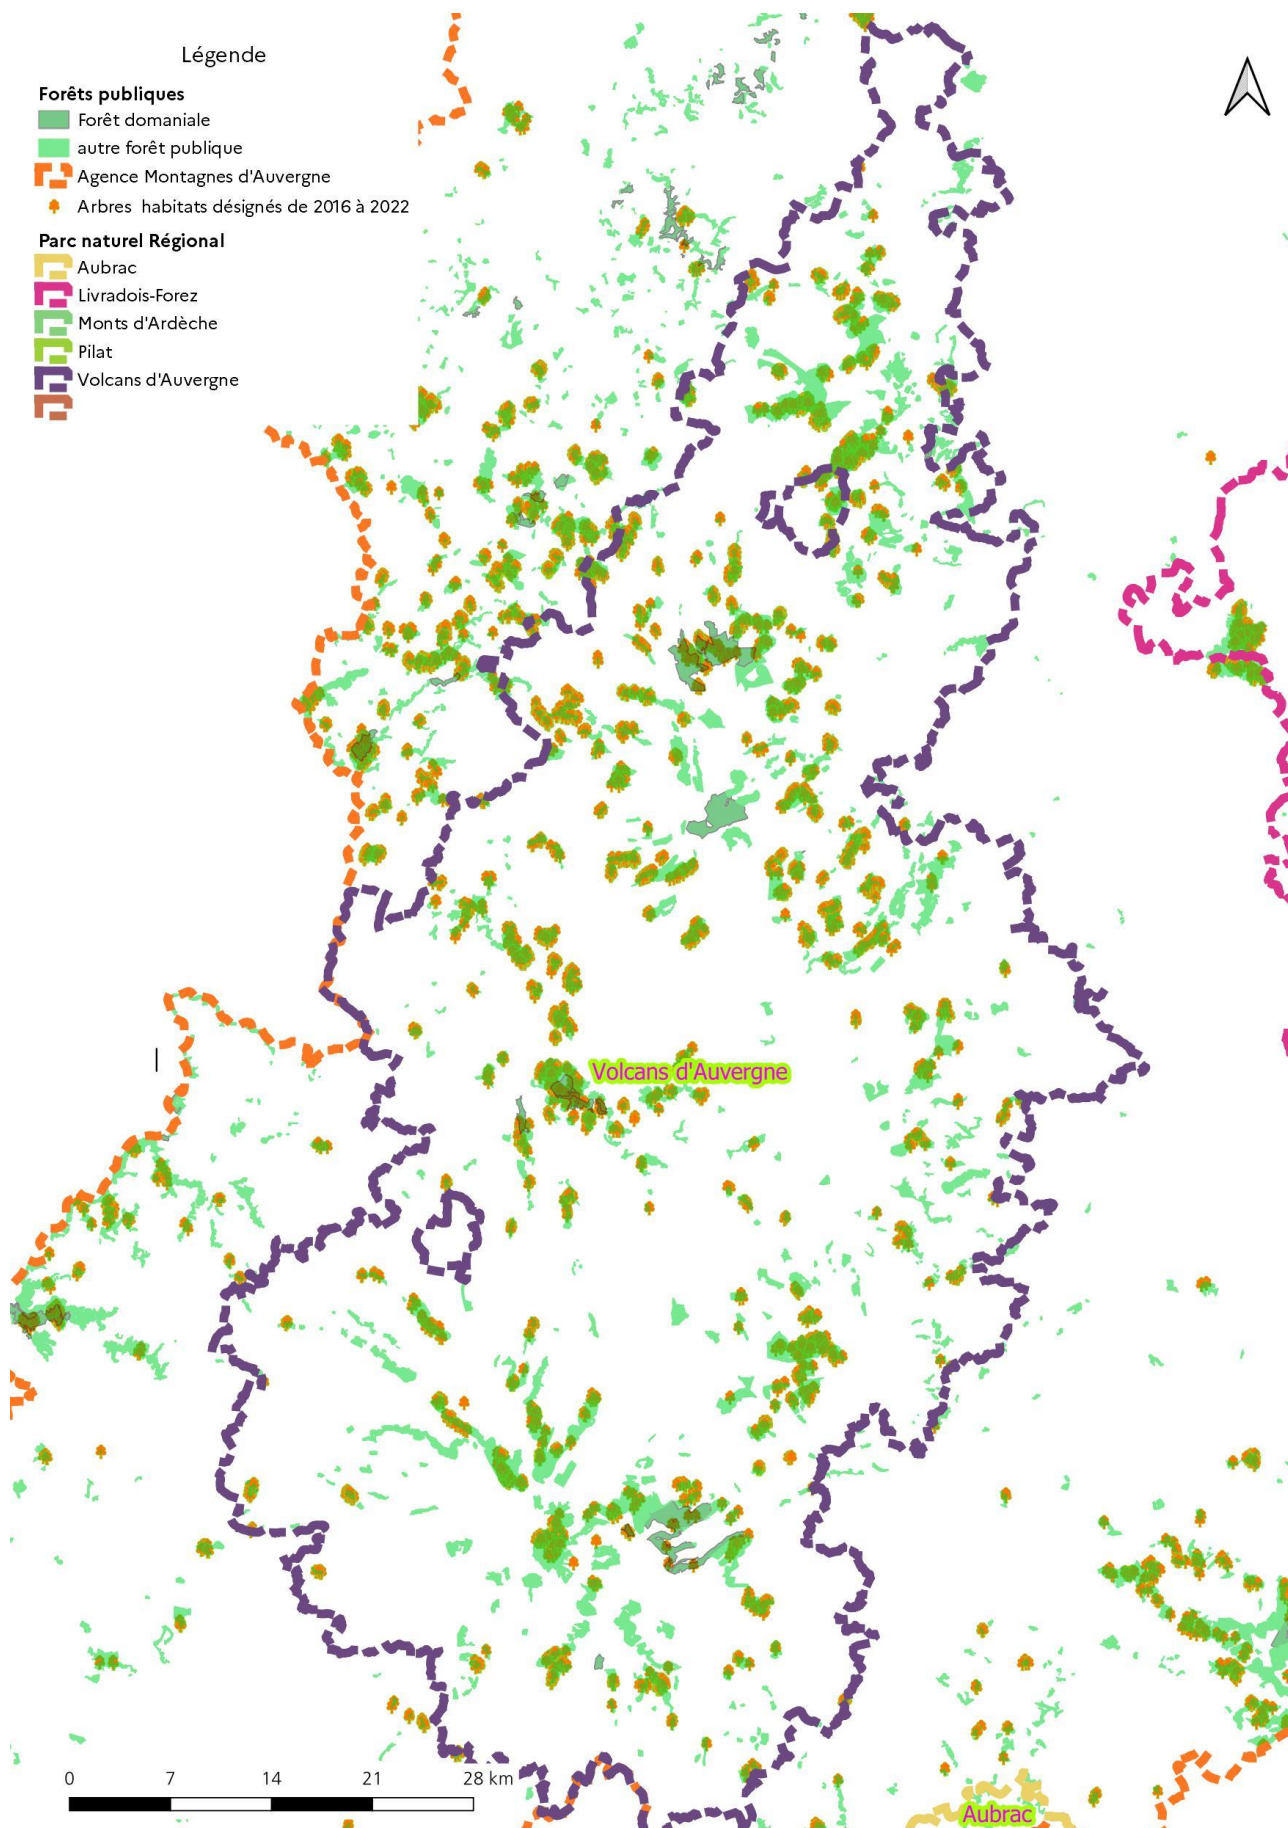 Légende
Forêts publiques
Forêt domaniale
autre forêt publique
Agence Montagnes d'Auvergne
Arbres habitats désignés de 2016 à 2022
Parc naturel Régional
Aubrac
Livradois-Forez
Monts d'Ardèche
Pilat
Volcans d'Auvergne
Volcans d'Auvergne
0 7 14 21 28 km
Aubrac